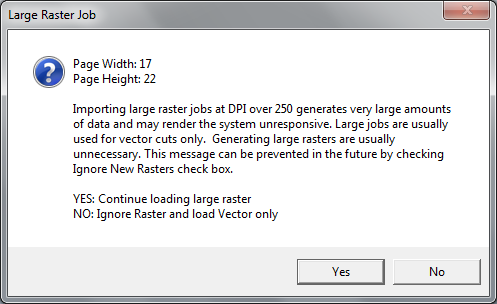 Large Raster Job
Page Width: 17
Page Height: 22
Importing large raster jobs at DPI over 250 generates very large amounts
of data and may render the system unresponsive. Large jobs are usually
used for vector cuts only.  Generating large rasters are usually
unnecessary. This message can be prevented in the future by checking
Ignore New Rasters check box.
YES: Continue loading large raster
NO: Ignore Raster and load Vector only
Yes
No